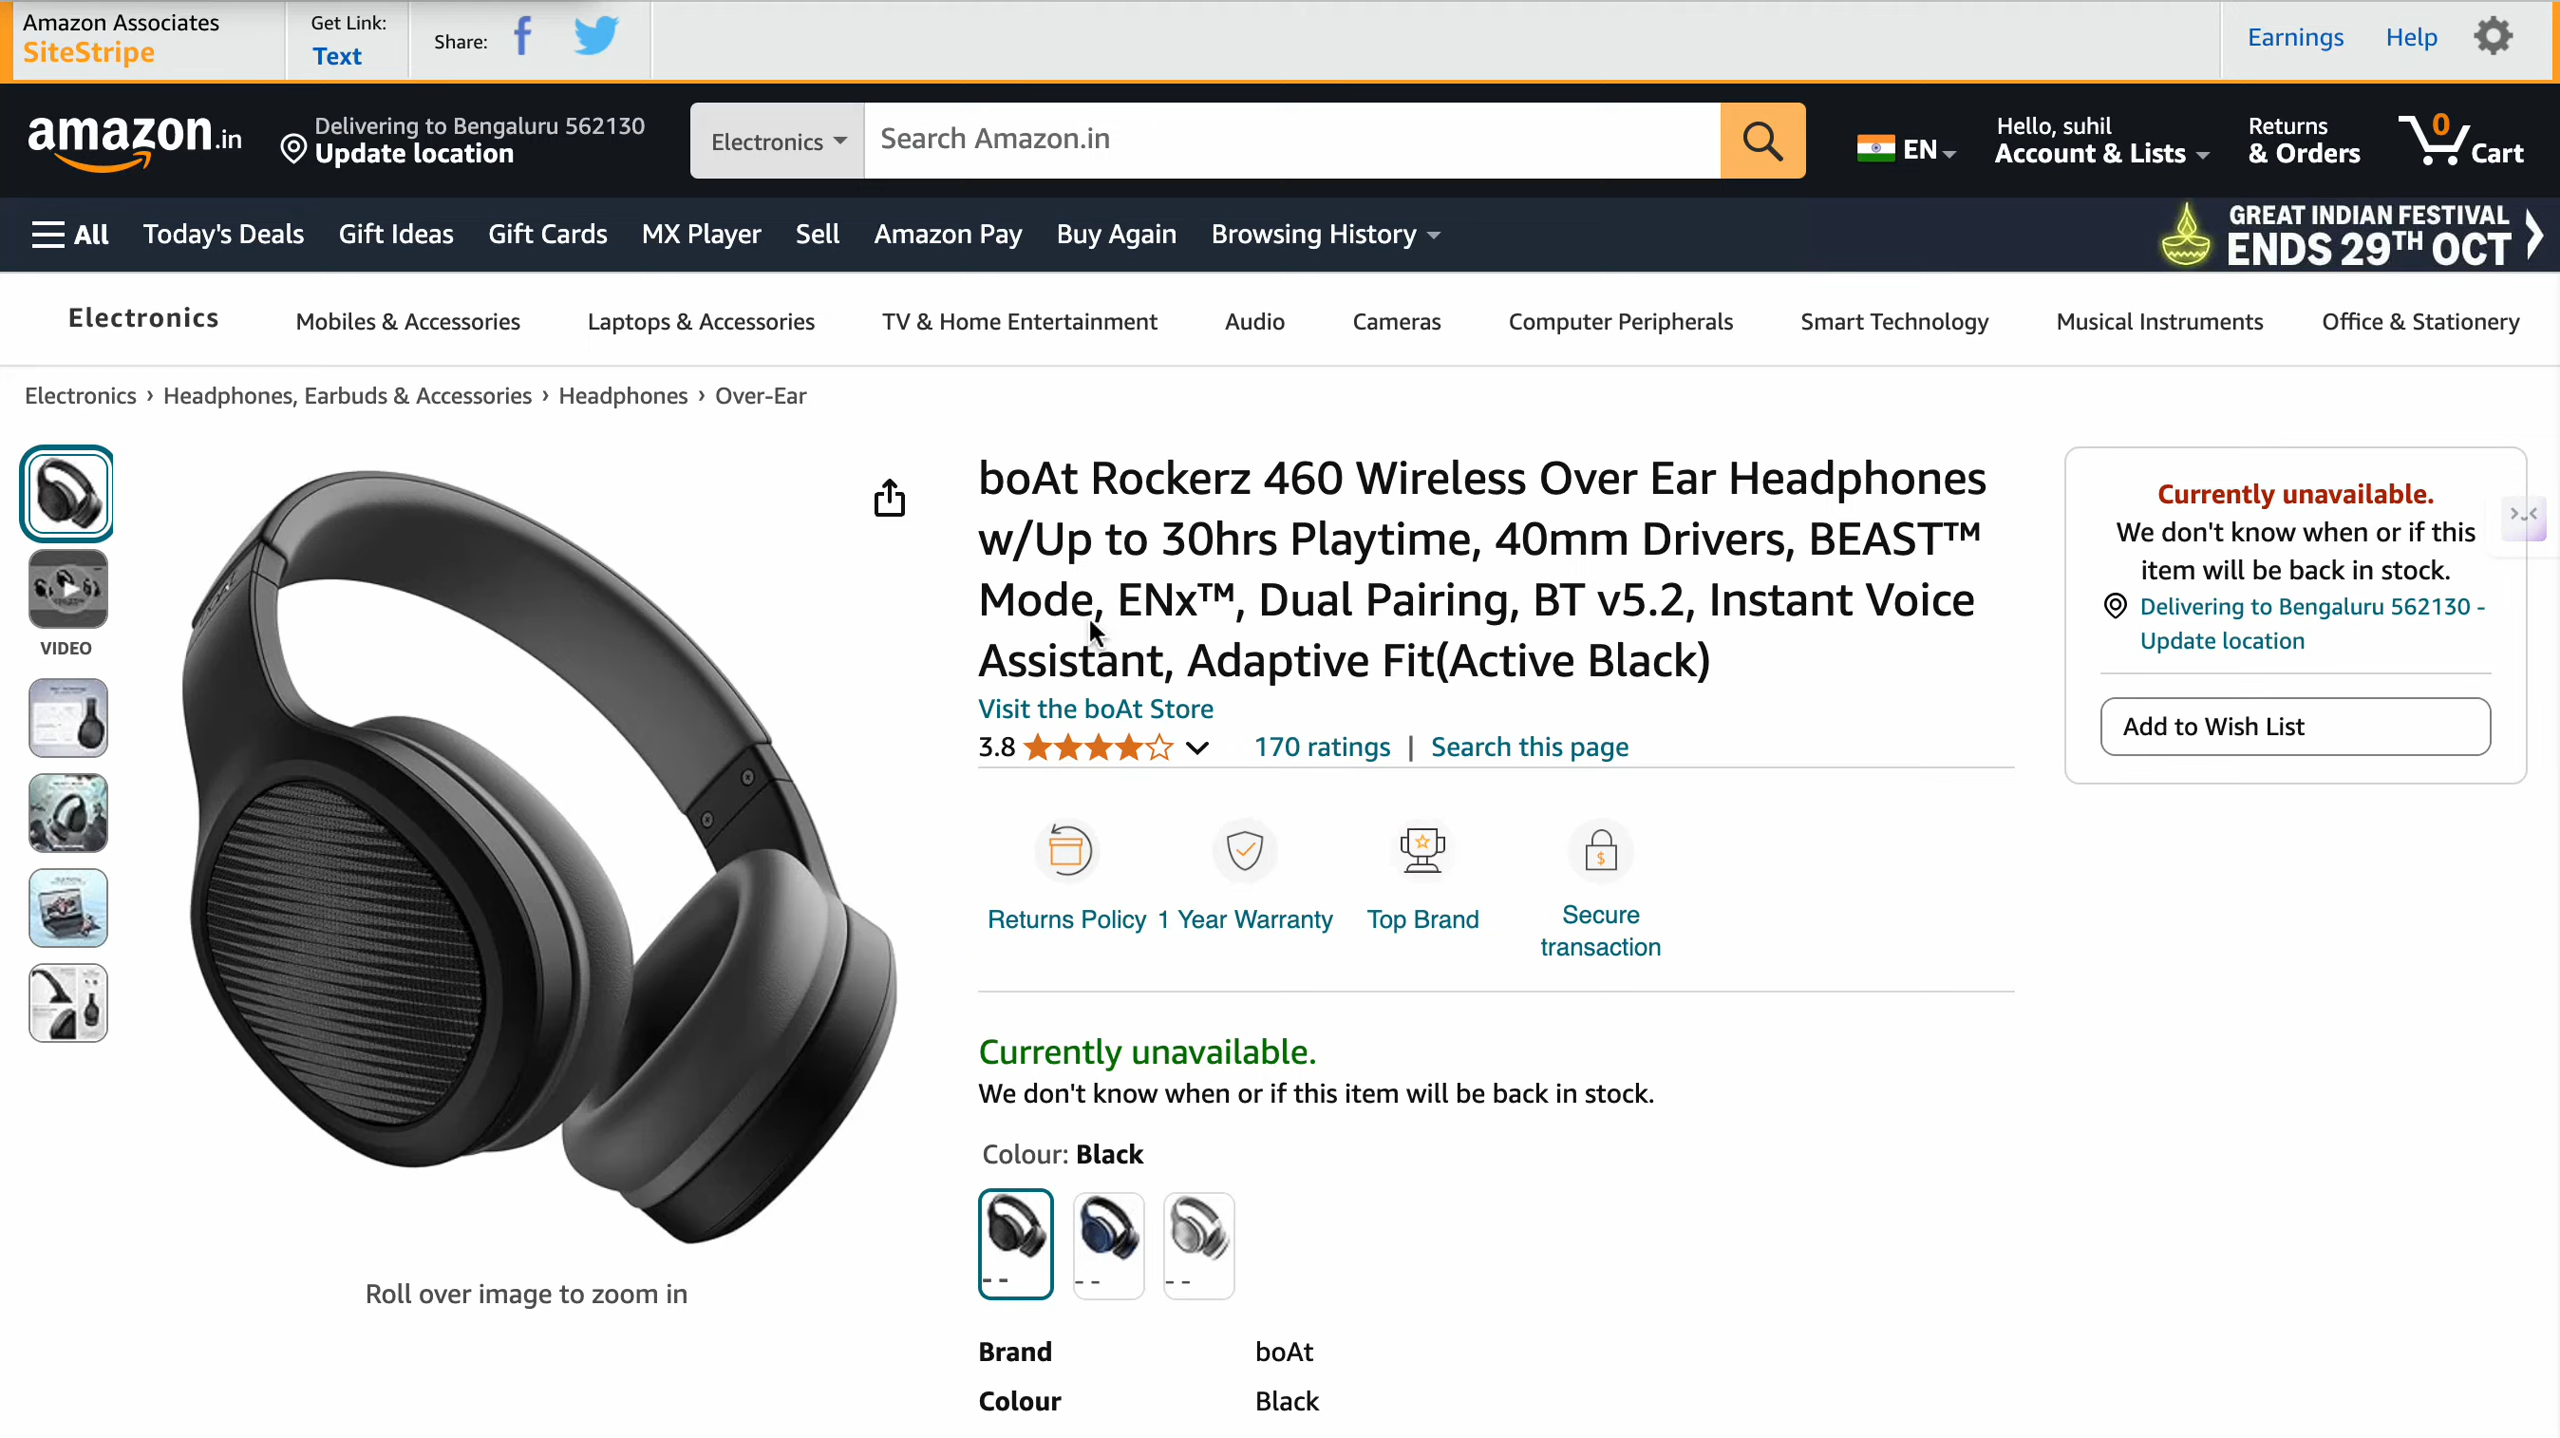 Amazon Associates
SiteStripe
Get Link:
Text
Share:
Earnings
Help
amazon.in
Delivering to Bengaluru 562130
Update location
Electronics
Search Amazon.in
EN
Hello, suhil
Account & Lists
Returns
& Orders
0
Cart
All
Today's Deals
Gift Ideas
Gift Cards
MX Player
Sell
Amazon Pay
Buy Again
Browsing History
GREAT INDIAN FESTIVAL
ENDS 29TH OCT
Electronics
Mobiles & Accessories
Laptops & Accessories
TV & Home Entertainment
Audio
Cameras
Computer Peripherals
Smart Technology
Musical Instruments
Office & Stationery
Electronics › Headphones, Earbuds & Accessories › Headphones › Over-Ear
VIDEO
Roll over image to zoom in
boAt Rockerz 460 Wireless Over Ear Headphones
w/Up to 30hrs Playtime, 40mm Drivers, BEAST™
Mode, ENx™, Dual Pairing, BT v5.2, Instant Voice
Assistant, Adaptive Fit(Active Black)
Visit the boAt Store
3.8
170 ratings | Search this page
Returns Policy
1 Year Warranty
Top Brand
Secure
transaction
Currently unavailable.
We don't know when or if this item will be back in stock.
Colour: Black
--
--
--
Brand boAt
Colour Black
Currently unavailable.
We don't know when or if this
item will be back in stock.
Delivering to Bengaluru 562130 -
Update location
Add to Wish List